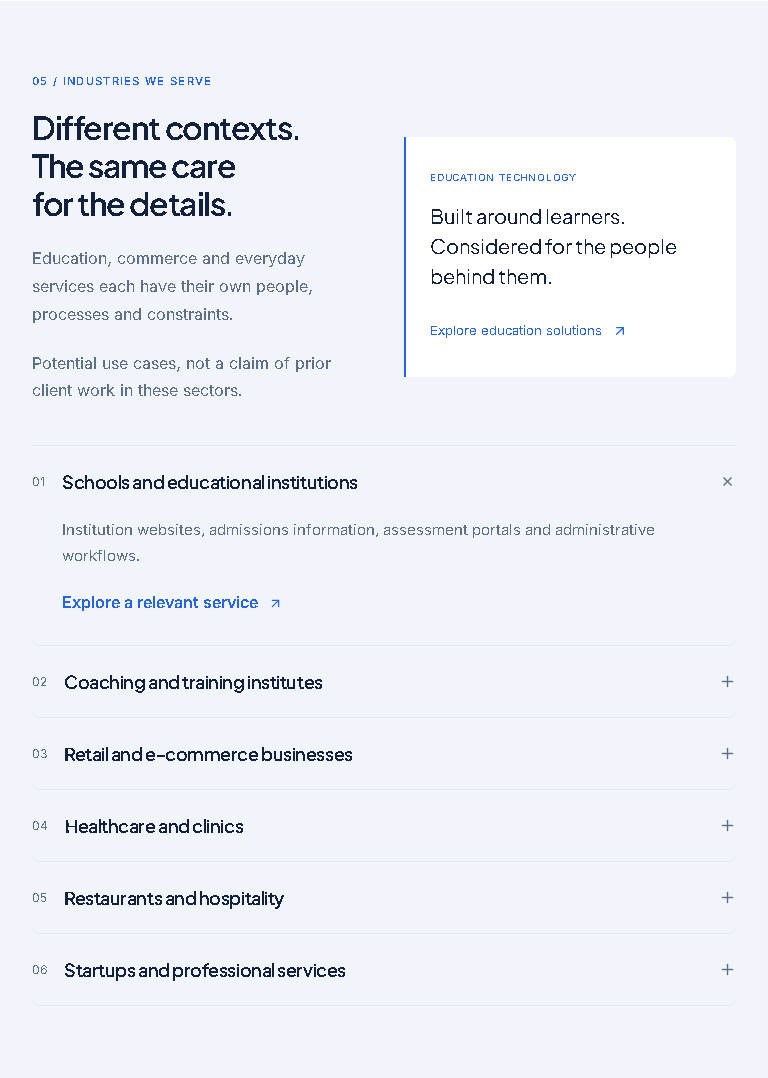 05 / INDUSTRIES WE SERVE
Different contexts.
The same care
for the details.
Education, commerce and everyday
services each have their own people,
processes and constraints.
Potential use cases, not a claim of prior
client work in these sectors.
EDUCATION TECHNOLOGY
Built around learners.
Considered for the people
behind them.
Explore education solutions
01 Schools and educational institutions
Institution websites, admissions information, assessment portals and administrative
workflows.
Explore a relevant service
02 Coaching and training institutes
03 Retail and e-commerce businesses
04 Healthcare and clinics
05 Restaurants and hospitality
06 Startups and professional services